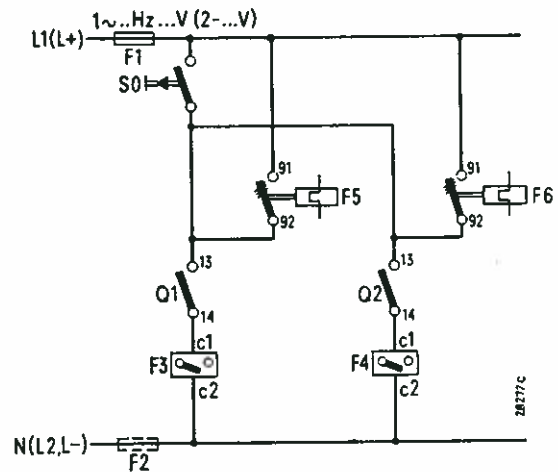 1~..Hz ...V (2-...V)
L1(L+)
F1
S0
91
91
F5
F6
92
92
13
13
Q1
Q2
14
14
c1
c1
F3
F4
c2
c2
28277c
N(L2,L-)
F2